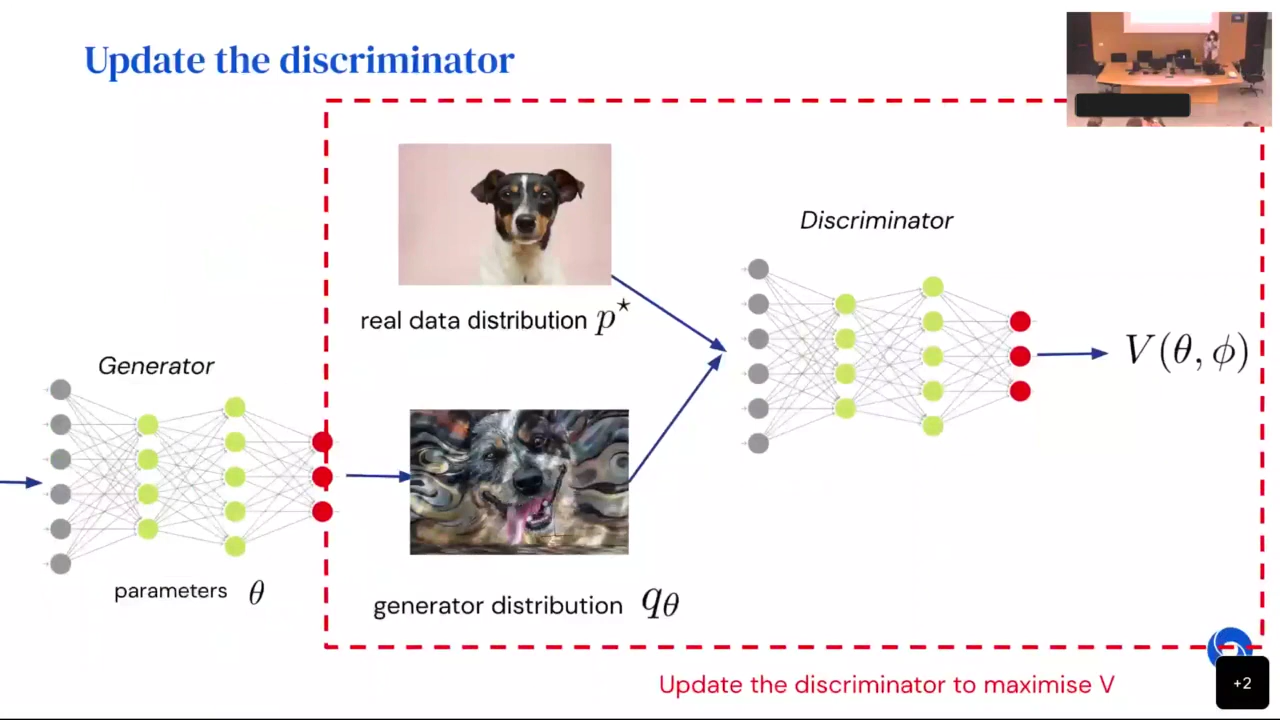 Update the discriminator
Discriminator
real data distribution p⋆
V(θ, ϕ)
Generator
parameters θ
generator distribution qθ
Update the discriminator to maximise V
+2